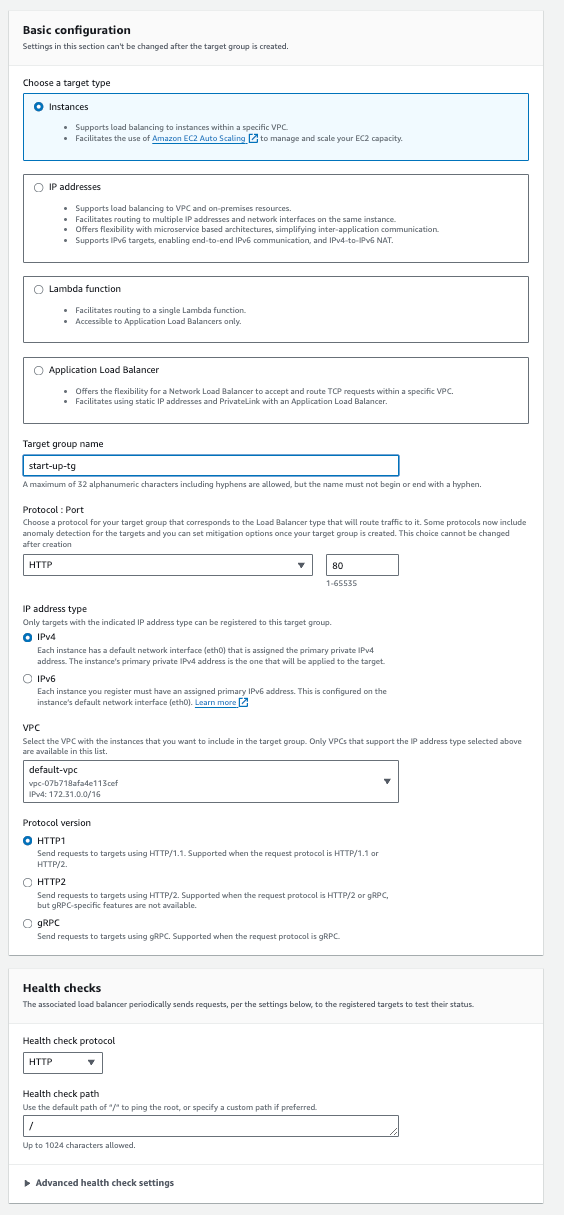 Basic configuration
Settings in this section can't be changed after the target group is created.
Choose a target type
Instances
• Supports load balancing to instances within a specific VPC.
• Facilitates the use of Amazon EC2 Auto Scaling to manage and scale your EC2 capacity.
IP addresses
• Supports load balancing to VPC and on-premises resources.
• Facilitates routing to multiple IP addresses and network interfaces on the same instance.
• Offers flexibility with microservice based architectures, simplifying inter-application communication.
• Supports IPv6 targets, enabling end-to-end IPv6 communication, and IPv4-to-IPv6 NAT.
Lambda function
• Facilitates routing to a single Lambda function.
• Accessible to Application Load Balancers only.
Application Load Balancer
• Offers the flexibility for a Network Load Balancer to accept and route TCP requests within a specific VPC.
• Facilitates using static IP addresses and PrivateLink with an Application Load Balancer.
Target group name
start-up-tg
A maximum of 32 alphanumeric characters including hyphens are allowed, but the name must not begin or end with a hyphen.
Protocol : Port
Choose a protocol for your target group that corresponds to the Load Balancer type that will route traffic to it. Some protocols now include
anomaly detection for the targets and you can set mitigation options once your target group is created. This choice cannot be changed
after creation
HTTP 80
1-65535
IP address type
Only targets with the indicated IP address type can be registered to this target group.
IPv4
Each instance has a default network interface (eth0) that is assigned the primary private IPv4
address. The instance's primary private IPv4 address is the one that will be applied to the target.
IPv6
Each instance you register must have an assigned primary IPv6 address. This is configured on the
instance's default network interface (eth0). Learn more
VPC
Select the VPC with the instances that you want to include in the target group. Only VPCs that support the IP address type selected above
are available in this list.
default-vpc
vpc-07b718afa4e113cef
IPv4: 172.31.0.0/16
Protocol version
HTTP1
Send requests to targets using HTTP/1.1. Supported when the request protocol is HTTP/1.1 or
HTTP/2.
HTTP2
Send requests to targets using HTTP/2. Supported when the request protocol is HTTP/2 or gRPC,
but gRPC-specific features are not available.
gRPC
Send requests to targets using gRPC. Supported when the request protocol is gRPC.
Health checks
The associated load balancer periodically sends requests, per the settings below, to the registered targets to test their status.
Health check protocol
HTTP
Health check path
Use the default path of "/" to ping the root, or specify a custom path if preferred.
/
Up to 1024 characters allowed.
Advanced health check settings